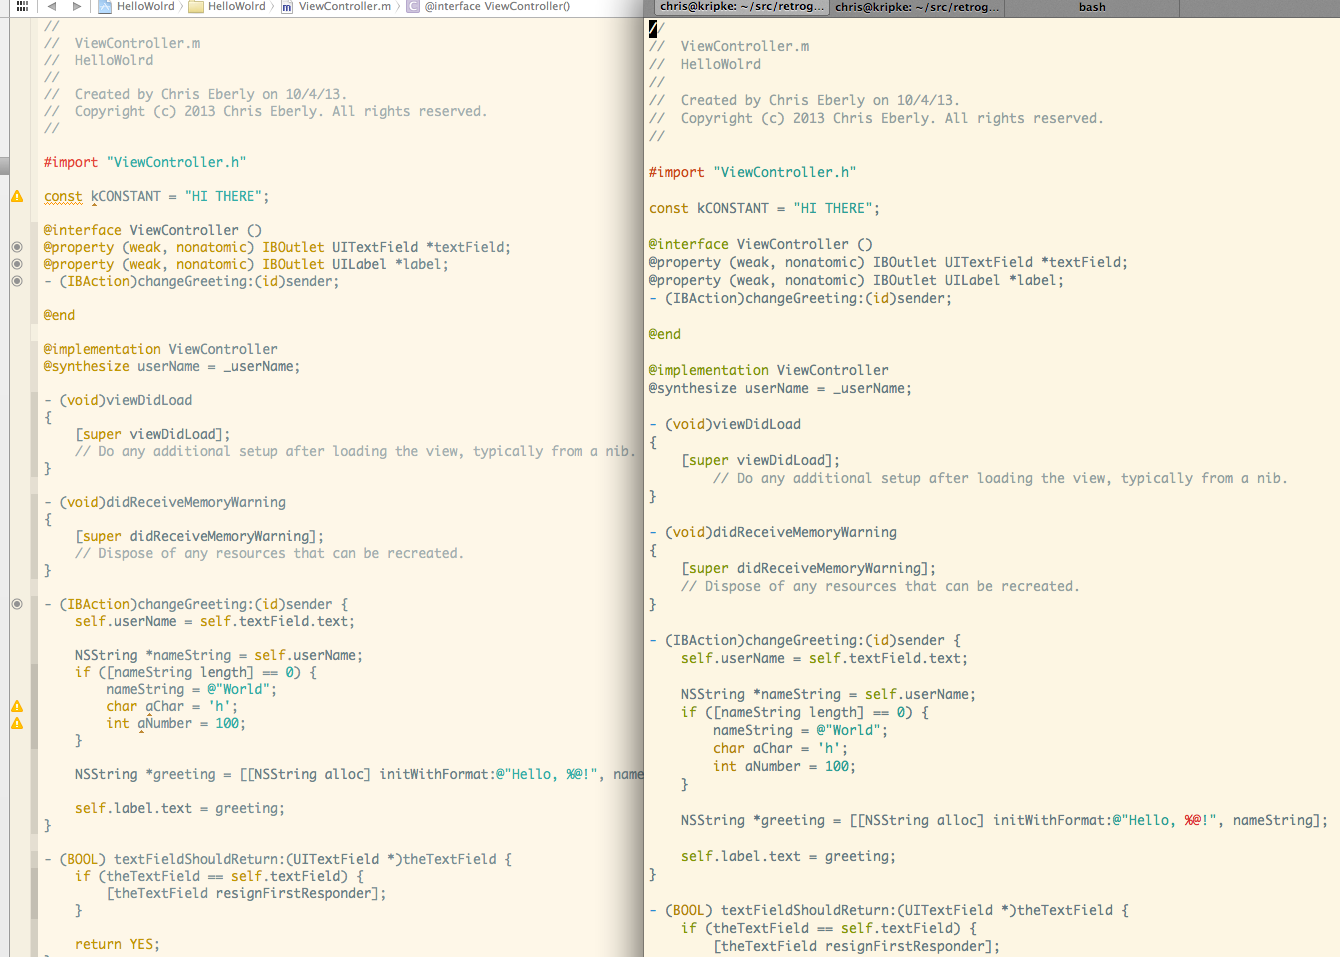 HelloWolrd HelloWolrd ViewController.m @interface ViewController()
//
//  ViewController.m
//  HelloWolrd
//
//  Created by Chris Eberly on 10/4/13.
//  Copyright (c) 2013 Chris Eberly. All rights reserved.
//
#import "ViewController.h"
const kCONSTANT = "HI THERE";
@interface ViewController ()
@property (weak, nonatomic) IBOutlet UITextField *textField;
@property (weak, nonatomic) IBOutlet UILabel *label;
- (IBAction)changeGreeting:(id)sender;
@end
@implementation ViewController
@synthesize userName = _userName;
- (void)viewDidLoad
{
    [super viewDidLoad];
    // Do any additional setup after loading the view, typically from a nib.
}
- (void)didReceiveMemoryWarning
{
    [super didReceiveMemoryWarning];
    // Dispose of any resources that can be recreated.
}
- (IBAction)changeGreeting:(id)sender {
    self.userName = self.textField.text;
    NSString *nameString = self.userName;
    if ([nameString length] == 0) {
        nameString = @"World";
        char aChar = 'h';
        int aNumber = 100;
    }
    NSString *greeting = [[NSString alloc] initWithFormat:@"Hello, %@!", name
    self.label.text = greeting;
}
- (BOOL) textFieldShouldReturn:(UITextField *)theTextField {
    if (theTextField == self.textField) {
        [theTextField resignFirstResponder];
    }
    return YES;
chris@kripke: ~/src/retrog... chris@kripke: ~/src/retrog... bash
//
//  ViewController.m
//  HelloWolrd
//
//  Created by Chris Eberly on 10/4/13.
//  Copyright (c) 2013 Chris Eberly. All rights reserved.
//
#import "ViewController.h"
const kCONSTANT = "HI THERE";
@interface ViewController ()
@property (weak, nonatomic) IBOutlet UITextField *textField;
@property (weak, nonatomic) IBOutlet UILabel *label;
- (IBAction)changeGreeting:(id)sender;
@end
@implementation ViewController
@synthesize userName = _userName;
- (void)viewDidLoad
{
    [super viewDidLoad];
        // Do any additional setup after loading the view, typically from a nib.
}
- (void)didReceiveMemoryWarning
{
    [super didReceiveMemoryWarning];
    // Dispose of any resources that can be recreated.
}
- (IBAction)changeGreeting:(id)sender {
    self.userName = self.textField.text;
    NSString *nameString = self.userName;
    if ([nameString length] == 0) {
        nameString = @"World";
        char aChar = 'h';
        int aNumber = 100;
    }
    NSString *greeting = [[NSString alloc] initWithFormat:@"Hello, %@!", nameString];
    self.label.text = greeting;
}
- (BOOL) textFieldShouldReturn:(UITextField *)theTextField {
    if (theTextField == self.textField) {
        [theTextField resignFirstResponder];